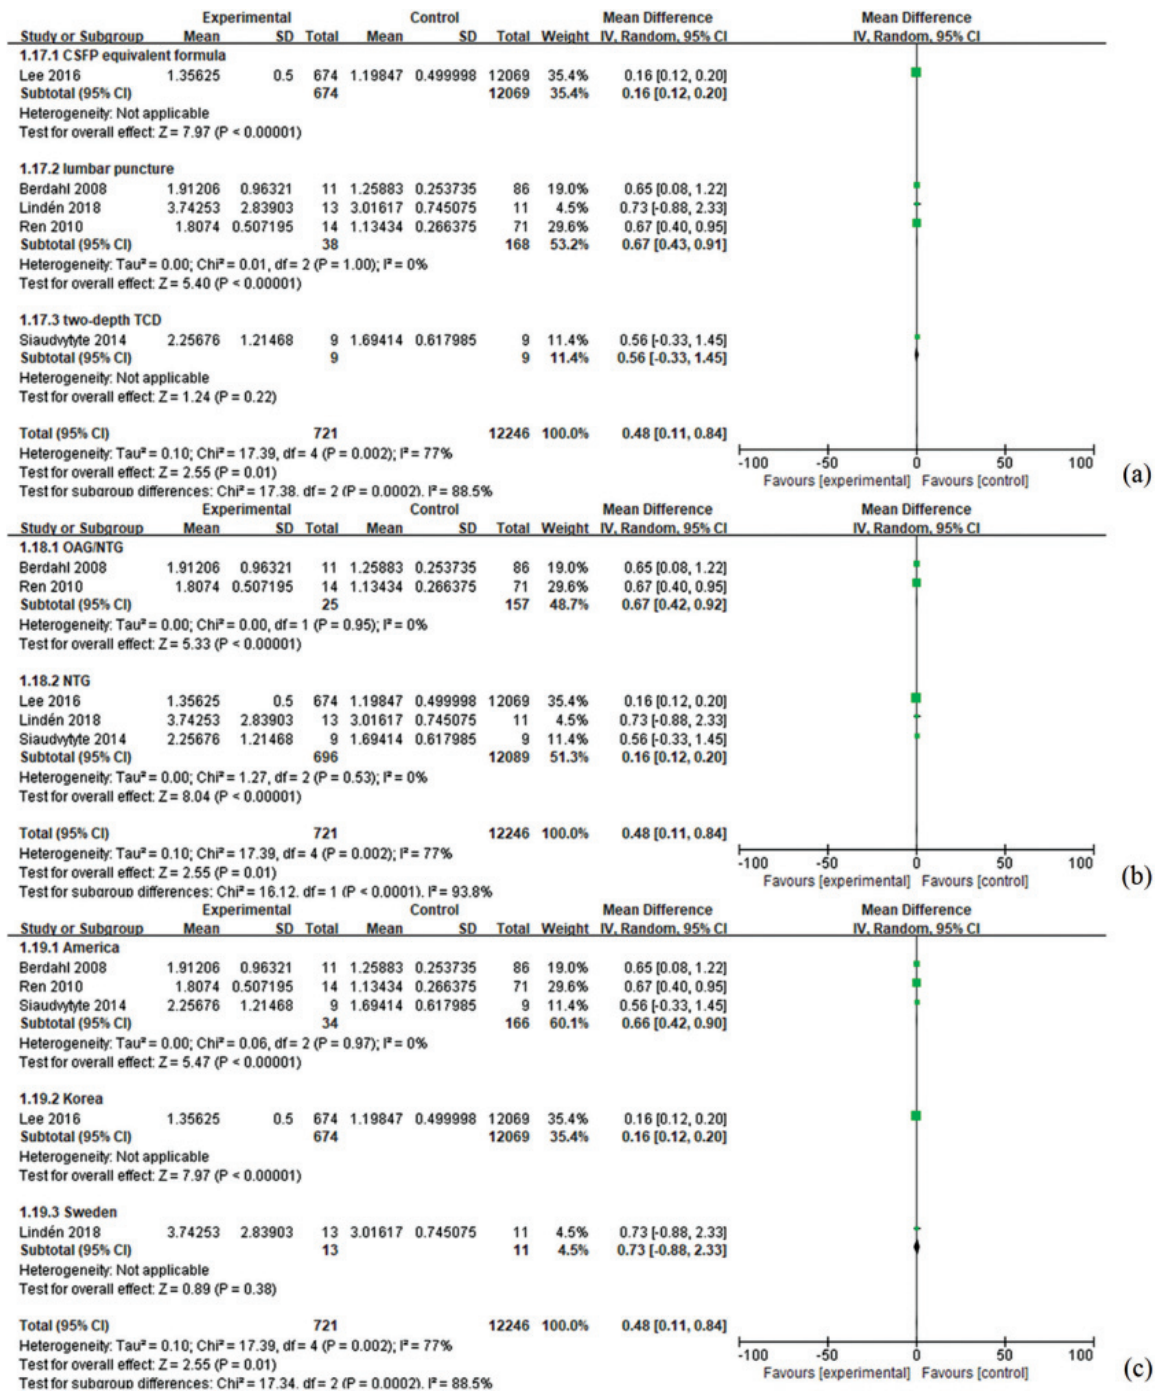 Experimental Control Mean Difference Mean Difference
Study or Subgroup Mean SD Total Mean SD Total Weight IV, Random, 95% CI IV, Random, 95% CI
1.17.1 CSFP equivalent formula
Lee 2016 1.35625 0.5 674 1.19847 0.499998 12069 35.4% 0.16 [0.12, 0.20]
Subtotal (95% CI) 674 12069 35.4% 0.16 [0.12, 0.20]
Heterogeneity: Not applicable
Test for overall effect: Z = 7.97 (P < 0.00001)
1.17.2 lumbar puncture
Berdahl 2008 1.91206 0.96321 11 1.25883 0.253735 86 19.0% 0.65 [0.08, 1.22]
Lindén 2018 3.74253 2.83903 13 3.01617 0.745075 11 4.5% 0.73 [-0.88, 2.33]
Ren 2010 1.8074 0.507195 14 1.13434 0.266375 71 29.6% 0.67 [0.40, 0.95]
Subtotal (95% CI) 38 168 53.2% 0.67 [0.43, 0.91]
Heterogeneity: Tau² = 0.00; Chi² = 0.01, df = 2 (P = 1.00); I² = 0%
Test for overall effect: Z = 5.40 (P < 0.00001)
1.17.3 two-depth TCD
Siaudvytyte 2014 2.25676 1.21468 9 1.69414 0.617985 9 11.4% 0.56 [-0.33, 1.45]
Subtotal (95% CI) 9 9 11.4% 0.56 [-0.33, 1.45]
Heterogeneity: Not applicable
Test for overall effect: Z = 1.24 (P = 0.22)
Total (95% CI) 721 12246 100.0% 0.48 [0.11, 0.84]
Heterogeneity: Tau² = 0.10; Chi² = 17.39, df = 4 (P = 0.002); I² = 77%
Test for overall effect: Z = 2.55 (P = 0.01)
Test for subgroup differences: Chi² = 17.38, df = 2 (P = 0.0002), I² = 88.5%
-100 -50 0 50 100
Favours [experimental] Favours [control]
(a)
Experimental Control Mean Difference Mean Difference
Study or Subgroup Mean SD Total Mean SD Total Weight IV, Random, 95% CI IV, Random, 95% CI
1.18.1 OAG/NTG
Berdahl 2008 1.91206 0.96321 11 1.25883 0.253735 86 19.0% 0.65 [0.08, 1.22]
Ren 2010 1.8074 0.507195 14 1.13434 0.266375 71 29.6% 0.67 [0.40, 0.95]
Subtotal (95% CI) 25 157 48.7% 0.67 [0.42, 0.92]
Heterogeneity: Tau² = 0.00; Chi² = 0.00, df = 1 (P = 0.95); I² = 0%
Test for overall effect: Z = 5.33 (P < 0.00001)
1.18.2 NTG
Lee 2016 1.35625 0.5 674 1.19847 0.499998 12069 35.4% 0.16 [0.12, 0.20]
Lindén 2018 3.74253 2.83903 13 3.01617 0.745075 11 4.5% 0.73 [-0.88, 2.33]
Siaudvytyte 2014 2.25676 1.21468 9 1.69414 0.617985 9 11.4% 0.56 [-0.33, 1.45]
Subtotal (95% CI) 696 12089 51.3% 0.16 [0.12, 0.20]
Heterogeneity: Tau² = 0.00; Chi² = 1.27, df = 2 (P = 0.53); I² = 0%
Test for overall effect: Z = 8.04 (P < 0.00001)
Total (95% CI) 721 12246 100.0% 0.48 [0.11, 0.84]
Heterogeneity: Tau² = 0.10; Chi² = 17.39, df = 4 (P = 0.002); I² = 77%
Test for overall effect: Z = 2.55 (P = 0.01)
Test for subgroup differences: Chi² = 16.12, df = 1 (P < 0.0001), I² = 93.8%
-100 -50 0 50 100
Favours [experimental] Favours [control]
(b)
Experimental Control Mean Difference Mean Difference
Study or Subgroup Mean SD Total Mean SD Total Weight IV, Random, 95% CI IV, Random, 95% CI
1.19.1 America
Berdahl 2008 1.91206 0.96321 11 1.25883 0.253735 86 19.0% 0.65 [0.08, 1.22]
Ren 2010 1.8074 0.507195 14 1.13434 0.266375 71 29.6% 0.67 [0.40, 0.95]
Siaudvytyte 2014 2.25676 1.21468 9 1.69414 0.617985 9 11.4% 0.56 [-0.33, 1.45]
Subtotal (95% CI) 34 166 60.1% 0.66 [0.42, 0.90]
Heterogeneity: Tau² = 0.00; Chi² = 0.06, df = 2 (P = 0.97); I² = 0%
Test for overall effect: Z = 5.47 (P < 0.00001)
1.19.2 Korea
Lee 2016 1.35625 0.5 674 1.19847 0.499998 12069 35.4% 0.16 [0.12, 0.20]
Subtotal (95% CI) 674 12069 35.4% 0.16 [0.12, 0.20]
Heterogeneity: Not applicable
Test for overall effect: Z = 7.97 (P < 0.00001)
1.19.3 Sweden
Lindén 2018 3.74253 2.83903 13 3.01617 0.745075 11 4.5% 0.73 [-0.88, 2.33]
Subtotal (95% CI) 13 11 4.5% 0.73 [-0.88, 2.33]
Heterogeneity: Not applicable
Test for overall effect: Z = 0.89 (P = 0.38)
Total (95% CI) 721 12246 100.0% 0.48 [0.11, 0.84]
Heterogeneity: Tau² = 0.10; Chi² = 17.39, df = 4 (P = 0.002); I² = 77%
Test for overall effect: Z = 2.55 (P = 0.01)
Test for subgroup differences: Chi² = 17.34, df = 2 (P = 0.0002), I² = 88.5%
-100 -50 0 50 100
Favours [experimental] Favours [control]
(c)